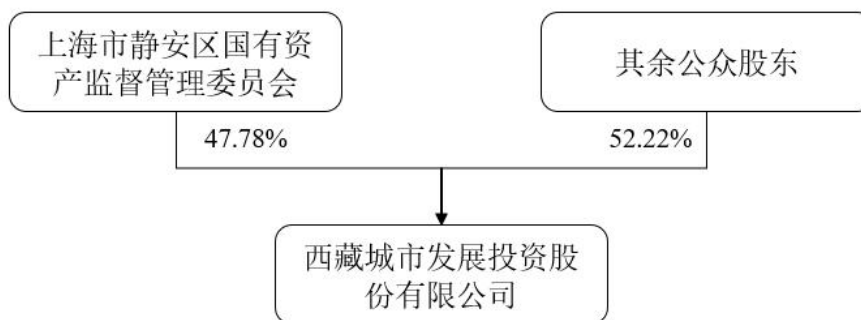 上海市静安区国有资
产监督管理委员会
其余公众股东
47.78%
52.22%
西藏城市发展投资股
份有限公司